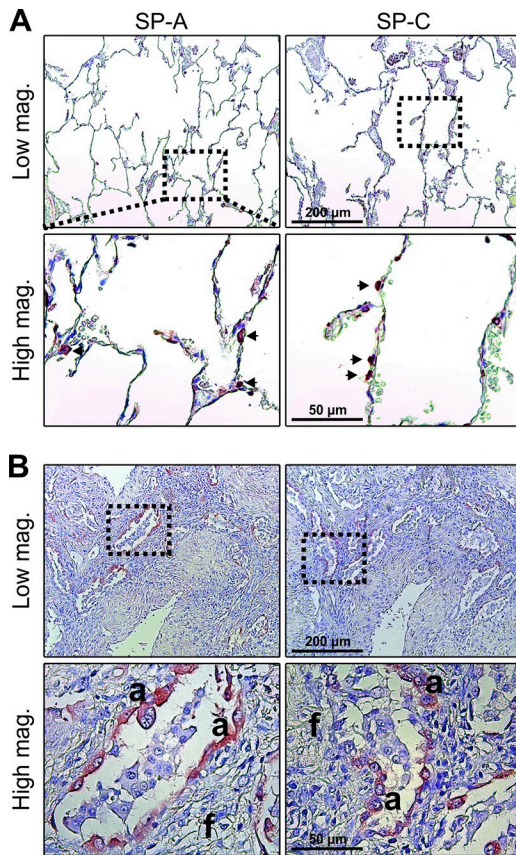 A
SP-A SP-C
Low mag.
200 µm
High mag.
50 µm
B
Low mag.
200 µm
High mag.
a a a
f f a
50 µm